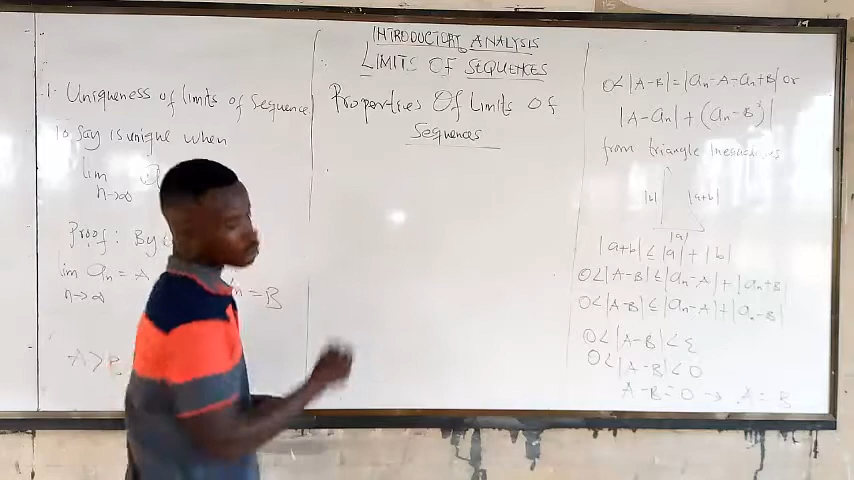 INTRODUCTORY ANALYSIS
LIMITS OF SEQUENCES
1. Uniqueness of limits of Sequence
To Say is unique when
lim
n→∞
Proof: By
lim an = A
n→∞
= B
A > B
Properties Of Limits Of
Sequences
0<|A-B|=|an-A-an+B| or
|A-an|+(an-B)|
from triangle
|b| |a+b|
|a|
|a+b| ≤ |a| + |b|
0<|A-B| ≤ |an-A| + |an+B|
0<|A-B| ≤ |an-A| + |an-B|
0<|A-B| < ε
0<|A-B| < 0
A-B=0 → A = B